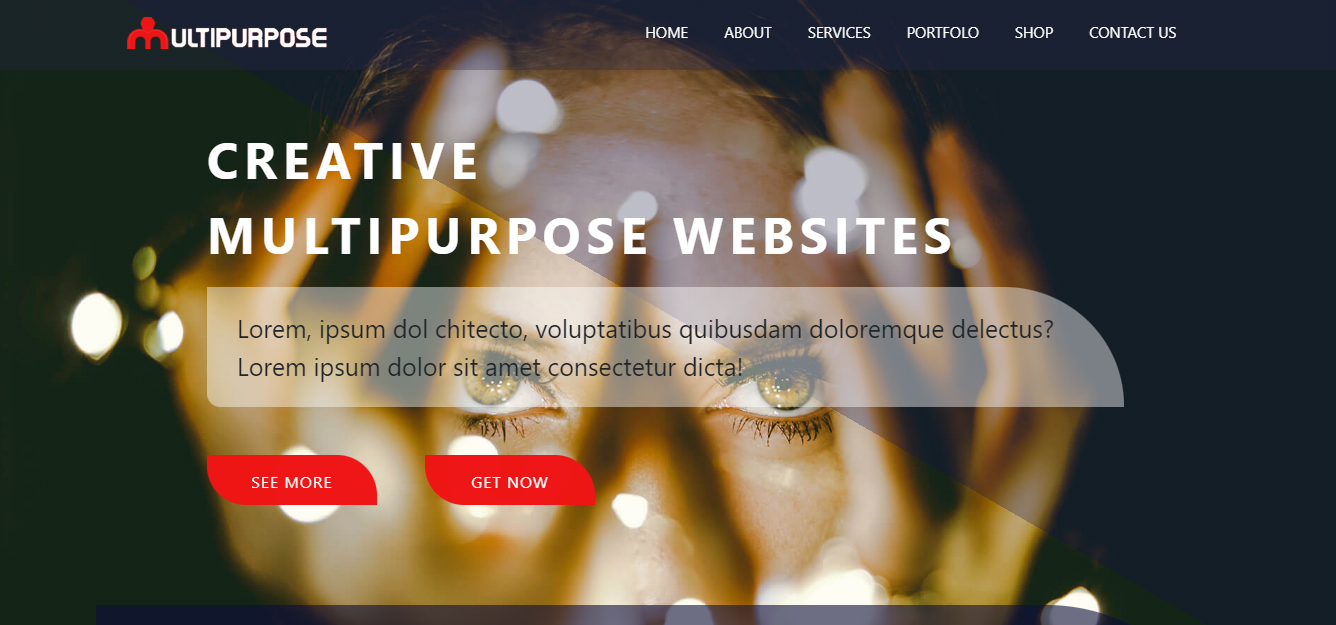 ULTIPURPOSE
HOME ABOUT SERVICES PORTFOLO SHOP CONTACT US
CREATIVE
MULTIPURPOSE WEBSITES
Lorem, ipsum dol chitecto, voluptatibus quibusdam doloremque delectus?
Lorem ipsum dolor sit amet consectetur dicta!
SEE MORE GET NOW